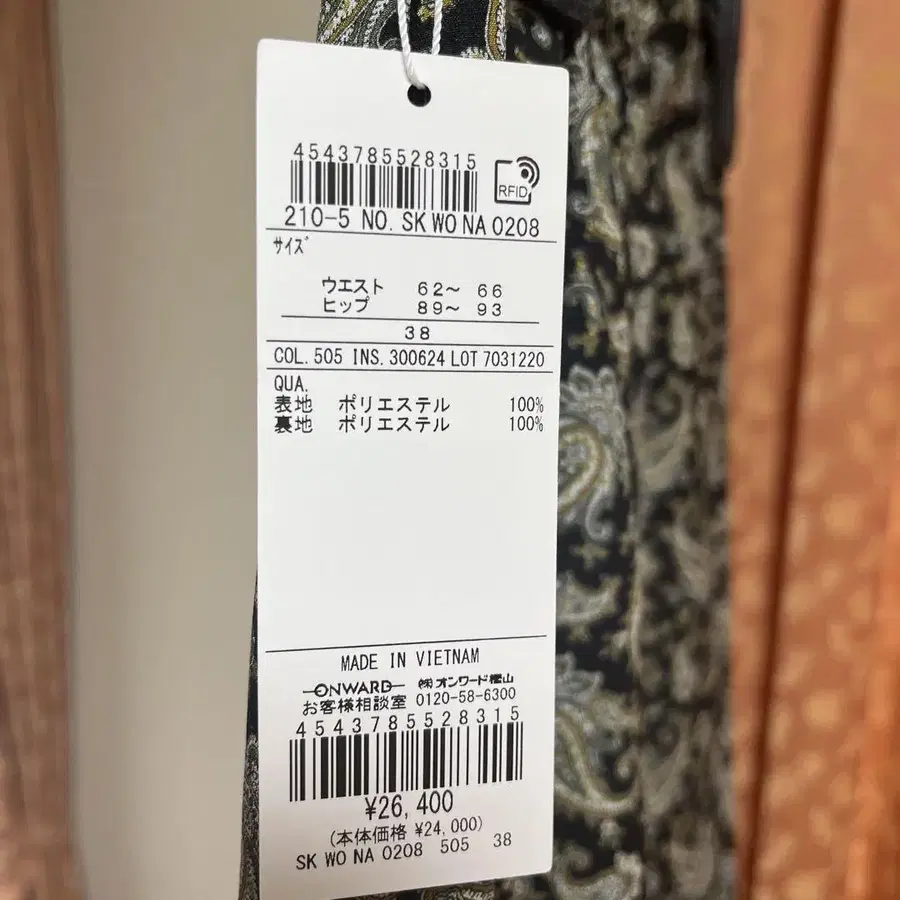 4543785528315
RFID
210-5 NO. SK WO NA 0208
サイズ
ウエスト 62〜 66
ヒップ 89〜 93
38
COL. 505 INS. 300624 LOT 7031220
QUA.
表地 ポリエステル 100%
裏地 ポリエステル 100%
MADE IN VIETNAM
ONWARD ㈱オンワード樫山
お客様相談室 0120-58-6300
4543785528315
¥26,400
(本体価格 ¥24,000)
SK WO NA 0208 505 38